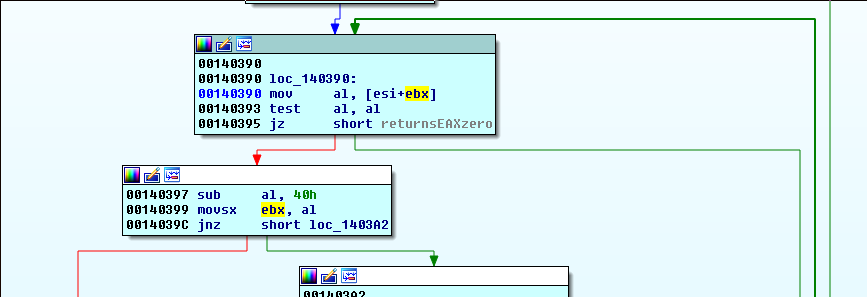 00140390
00140390 loc_140390:
00140390 mov al, [esi+ebx]
00140393 test al, al
00140395 jz short returnsEAXzero
00140397 sub al, 40h
00140399 movsx ebx, al
0014039C jnz short loc_1403A2
001403A2